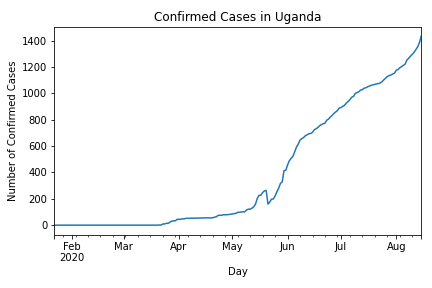 Confirmed Cases in Uganda
Number of Confirmed Cases
1400
1200
1000
800
600
400
200
0
Feb Mar Apr May Jun Jul Aug
2020
Day